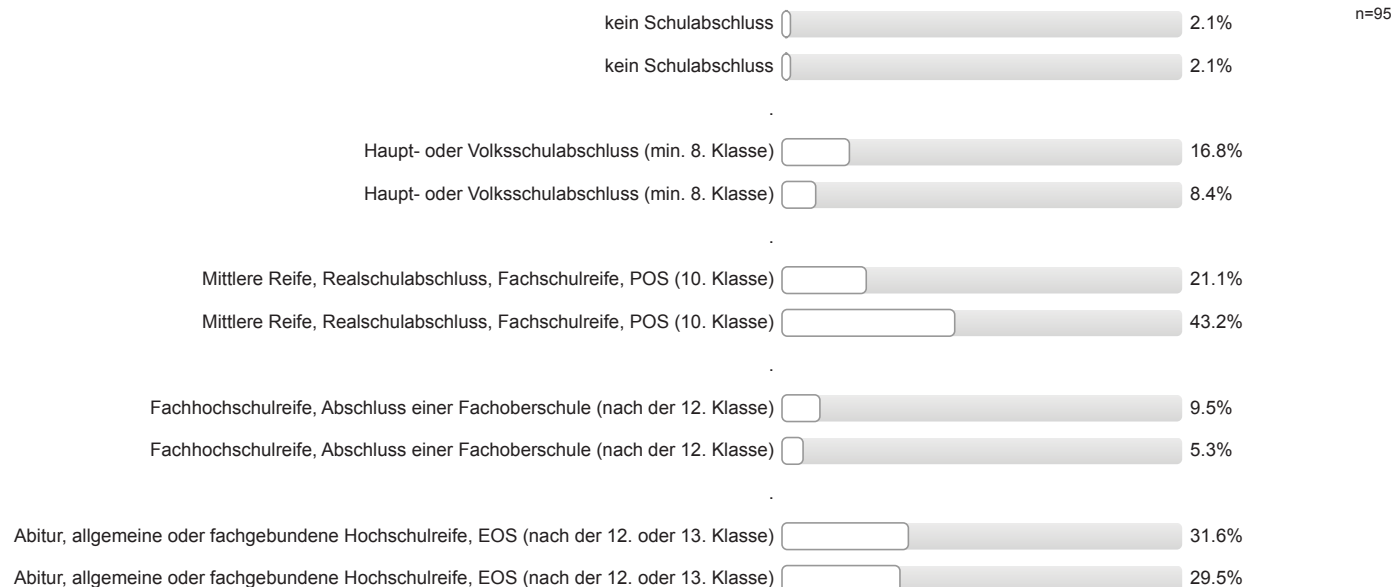 kein Schulabschluss 2.1% n=95
kein Schulabschluss 2.1%
.
Haupt- oder Volksschulabschluss (min. 8. Klasse) 16.8%
Haupt- oder Volksschulabschluss (min. 8. Klasse) 8.4%
.
Mittlere Reife, Realschulabschluss, Fachschulreife, POS (10. Klasse) 21.1%
Mittlere Reife, Realschulabschluss, Fachschulreife, POS (10. Klasse) 43.2%
.
Fachhochschulreife, Abschluss einer Fachoberschule (nach der 12. Klasse) 9.5%
Fachhochschulreife, Abschluss einer Fachoberschule (nach der 12. Klasse) 5.3%
.
Abitur, allgemeine oder fachgebundene Hochschulreife, EOS (nach der 12. oder 13. Klasse) 31.6%
Abitur, allgemeine oder fachgebundene Hochschulreife, EOS (nach der 12. oder 13. Klasse) 29.5%